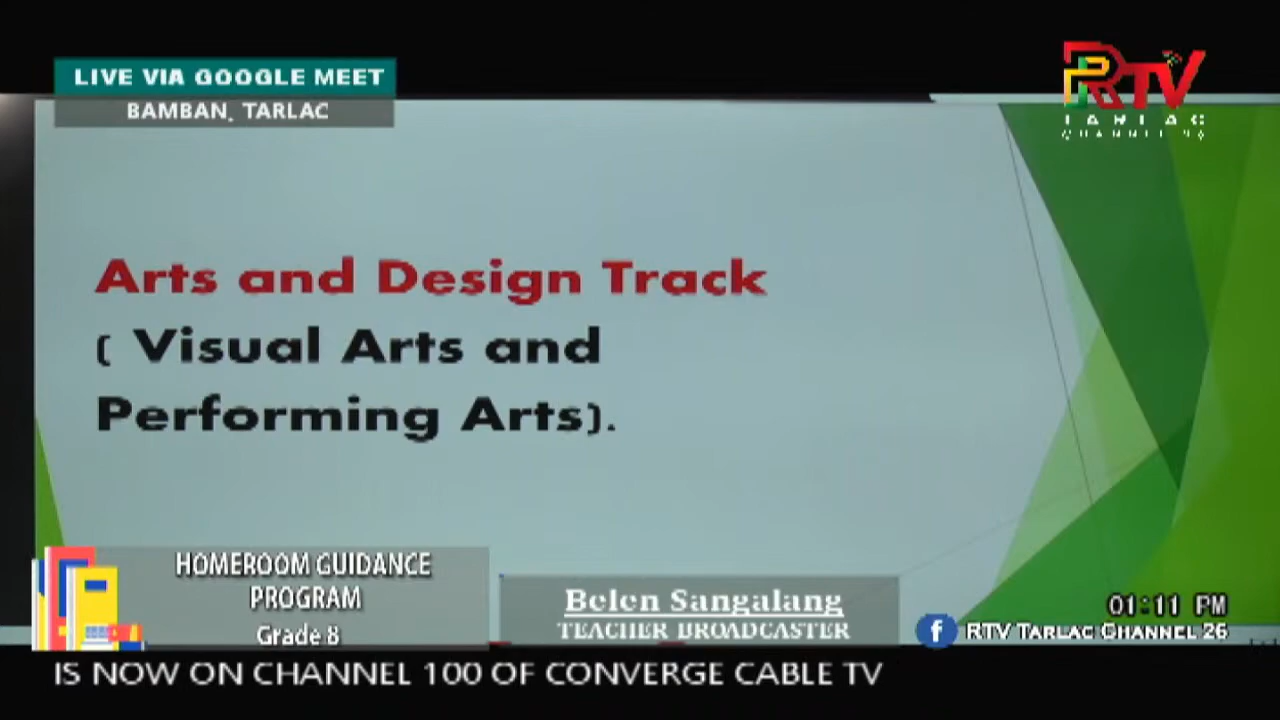 LIVE VIA GOOGLE MEET
BAMBAN, TARLAC
RTV
TARLAC
CHANNEL 26
Arts and Design Track
( Visual Arts and
Performing Arts).
HOMEROOM GUIDANCE
PROGRAM
Grade 8
Belen Sangalang
TEACHER BROADCASTER
01:11 PM
f RTV TARLAC CHANNEL 26
IS NOW ON CHANNEL 100 OF CONVERGE CABLE TV